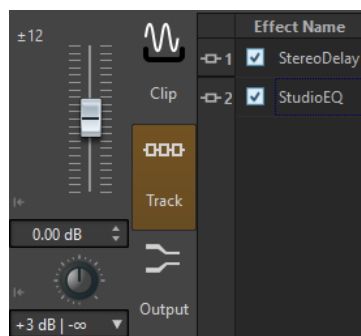 ±12
Clip
Track
Output
0.00 dB
+3 dB | -∞
Effect Name
1 StereoDelay
2 StudioEQ